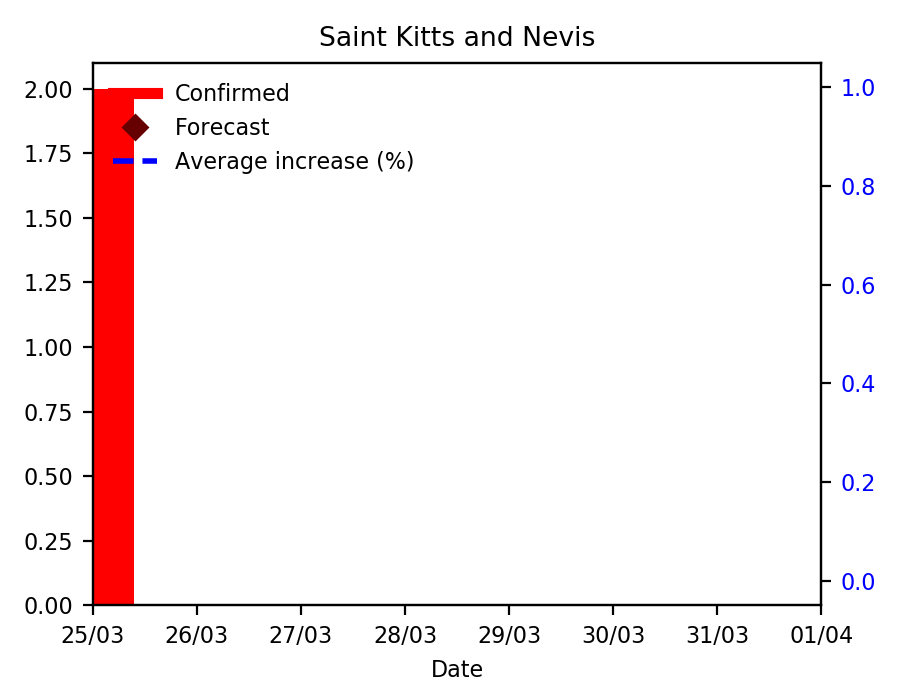 Saint Kitts and Nevis
Confirmed
Forecast
Average increase (%)
2.00
1.75
1.50
1.25
1.00
0.75
0.50
0.25
0.00
1.0
0.8
0.6
0.4
0.2
0.0
25/03 26/03 27/03 28/03 29/03 30/03 31/03 01/04
Date